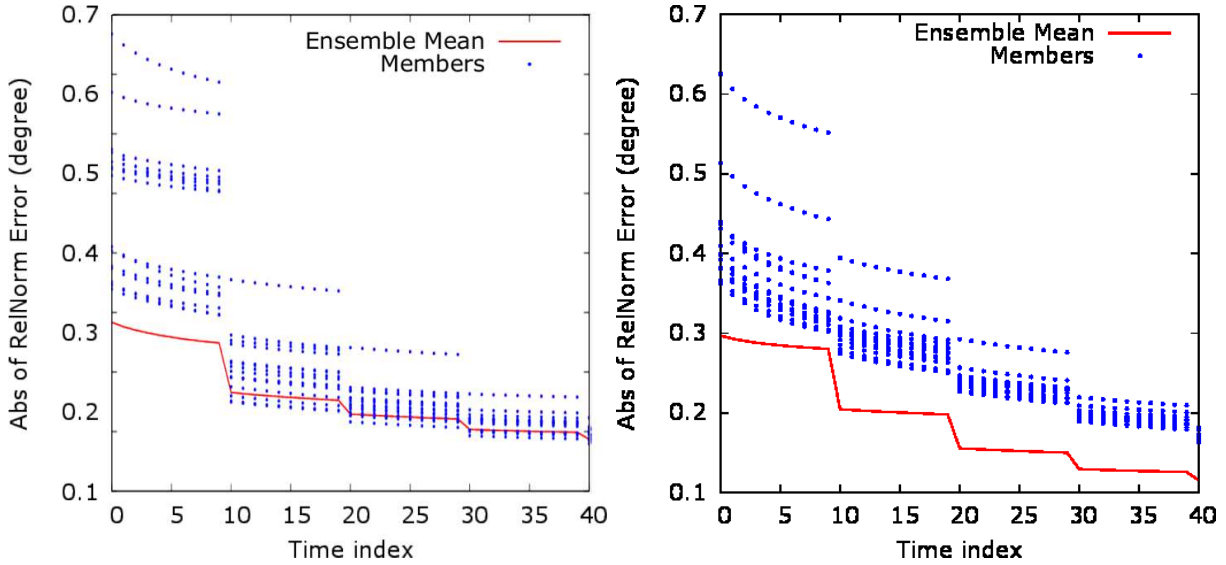 0.7
0.6
0.5
0.4
0.3
0.2
0.1
Abs of RelNorm Error (degree)
Ensemble Mean
Members
0 5 10 15 20 25 30 35 40
Time index
0.7
0.6
0.5
0.4
0.3
0.2
0.1
Abs of RelNorm Error (degree)
Ensemble Mean
Members
0 5 10 15 20 25 30 35 40
Time index